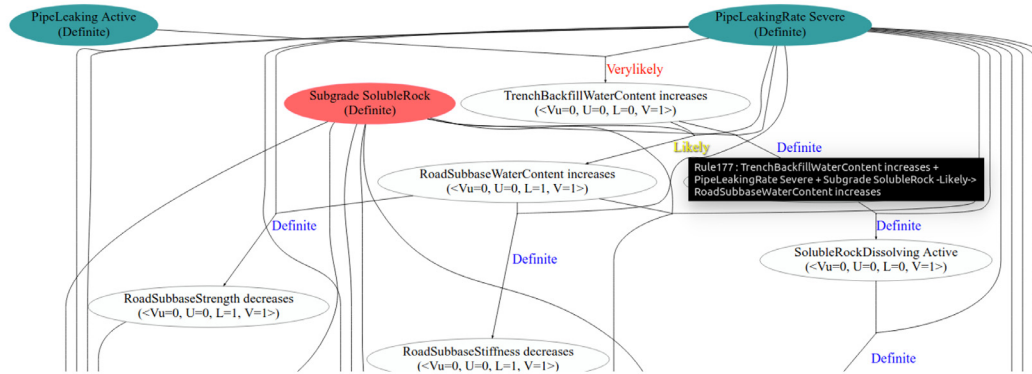 PipeLeaking Active
(Definite)
PipeLeakingRate Severe
(Definite)
Verylikely
Subgrade SolubleRock
(Definite)
TrenchBackfillWaterContent increases
(<Vu=0, U=0, L=0, V=1>)
Likely
Definite
RoadSubbaseWaterContent increases
(<Vu=0, U=0, L=1, V=1>)
Rule177 : TrenchBackfillWaterContent increases +
PipeLeakingRate Severe + Subgrade SolubleRock -Likely->
RoadSubbaseWaterContent increases
Definite
Definite
Definite
SolubleRockDissolving Active
(<Vu=0, U=0, L=0, V=1>)
RoadSubbaseStrength decreases
(<Vu=0, U=0, L=1, V=1>)
RoadSubbaseStiffness decreases
(<Vu=0, U=0, L=1, V=1>)
Definite